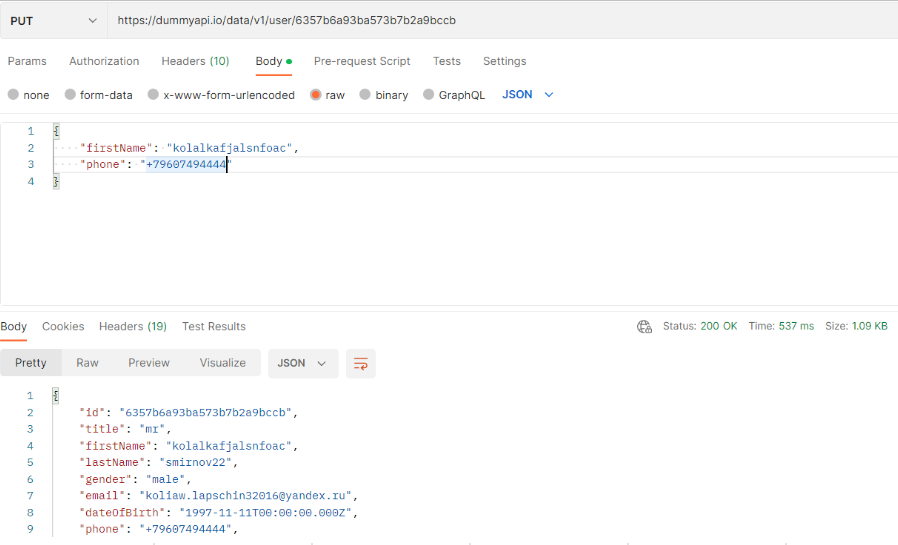 PUT https://dummyapi.io/data/v1/user/6357b6a93ba573b7b2a9bccb
Params Authorization Headers (10) Body Pre-request Script Tests Settings
none form-data x-www-form-urlencoded raw binary GraphQL JSON
1 {
2 "firstName": "kolalkafjalsnfoac",
3 "phone": "+79607494444"
4 }
Body Cookies Headers (19) Test Results Status: 200 OK Time: 537 ms Size: 1.09 KB
Pretty Raw Preview Visualize JSON
1 {
2 "id": "6357b6a93ba573b7b2a9bccb",
3 "title": "mr",
4 "firstName": "kolalkafjalsnfoac",
5 "lastName": "smirnov22",
6 "gender": "male",
7 "email": "koliaw.lapschin32016@yandex.ru",
8 "dateOfBirth": "1997-11-11T00:00:00.000Z",
9 "phone": "+79607494444",